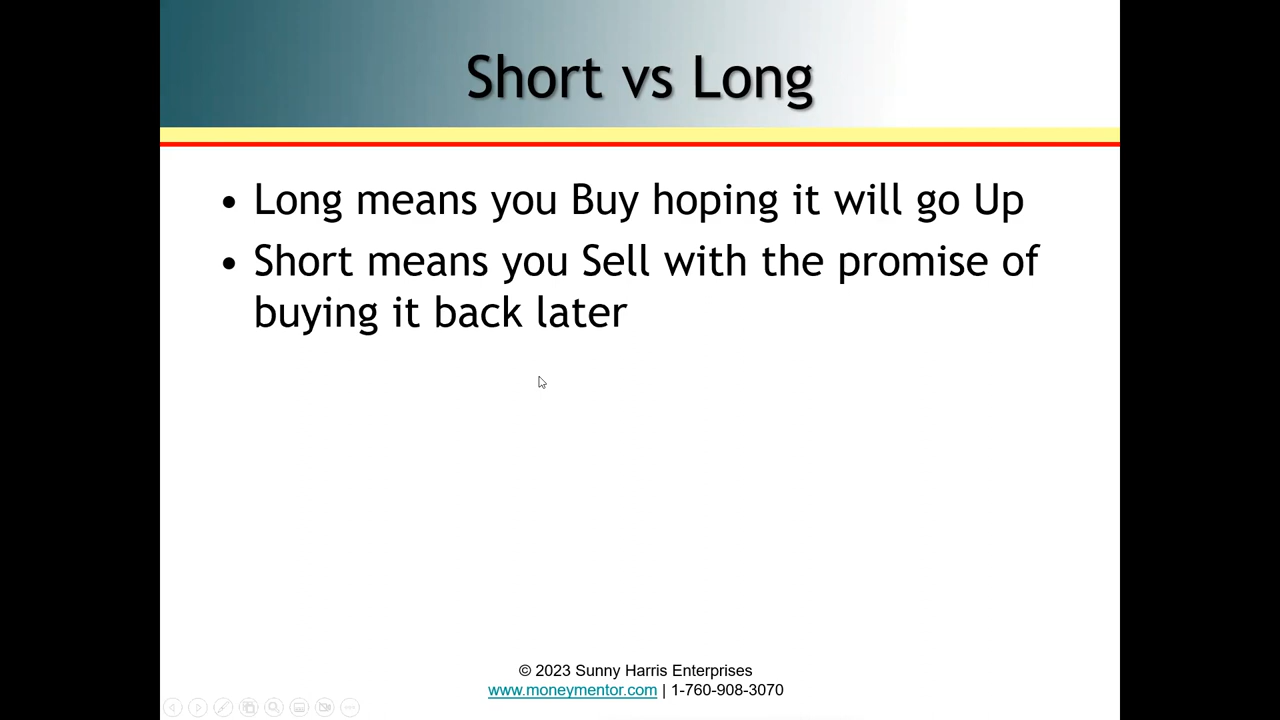 Short vs Long
• Long means you Buy hoping it will go Up
• Short means you Sell with the promise of
buying it back later
© 2023 Sunny Harris Enterprises
www.moneymentor.com | 1-760-908-3070